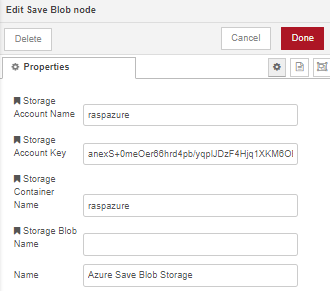 Edit Save Blob node
Delete
Cancel
Done
Properties
Storage
Account Name
raspazure
Storage
Account Key
anexS+0meOer66hrd4pb/yqplJDzF4Hjq1XKM6Ol
Storage
Container
Name
raspazure
Storage Blob
Name
Name
Azure Save Blob Storage